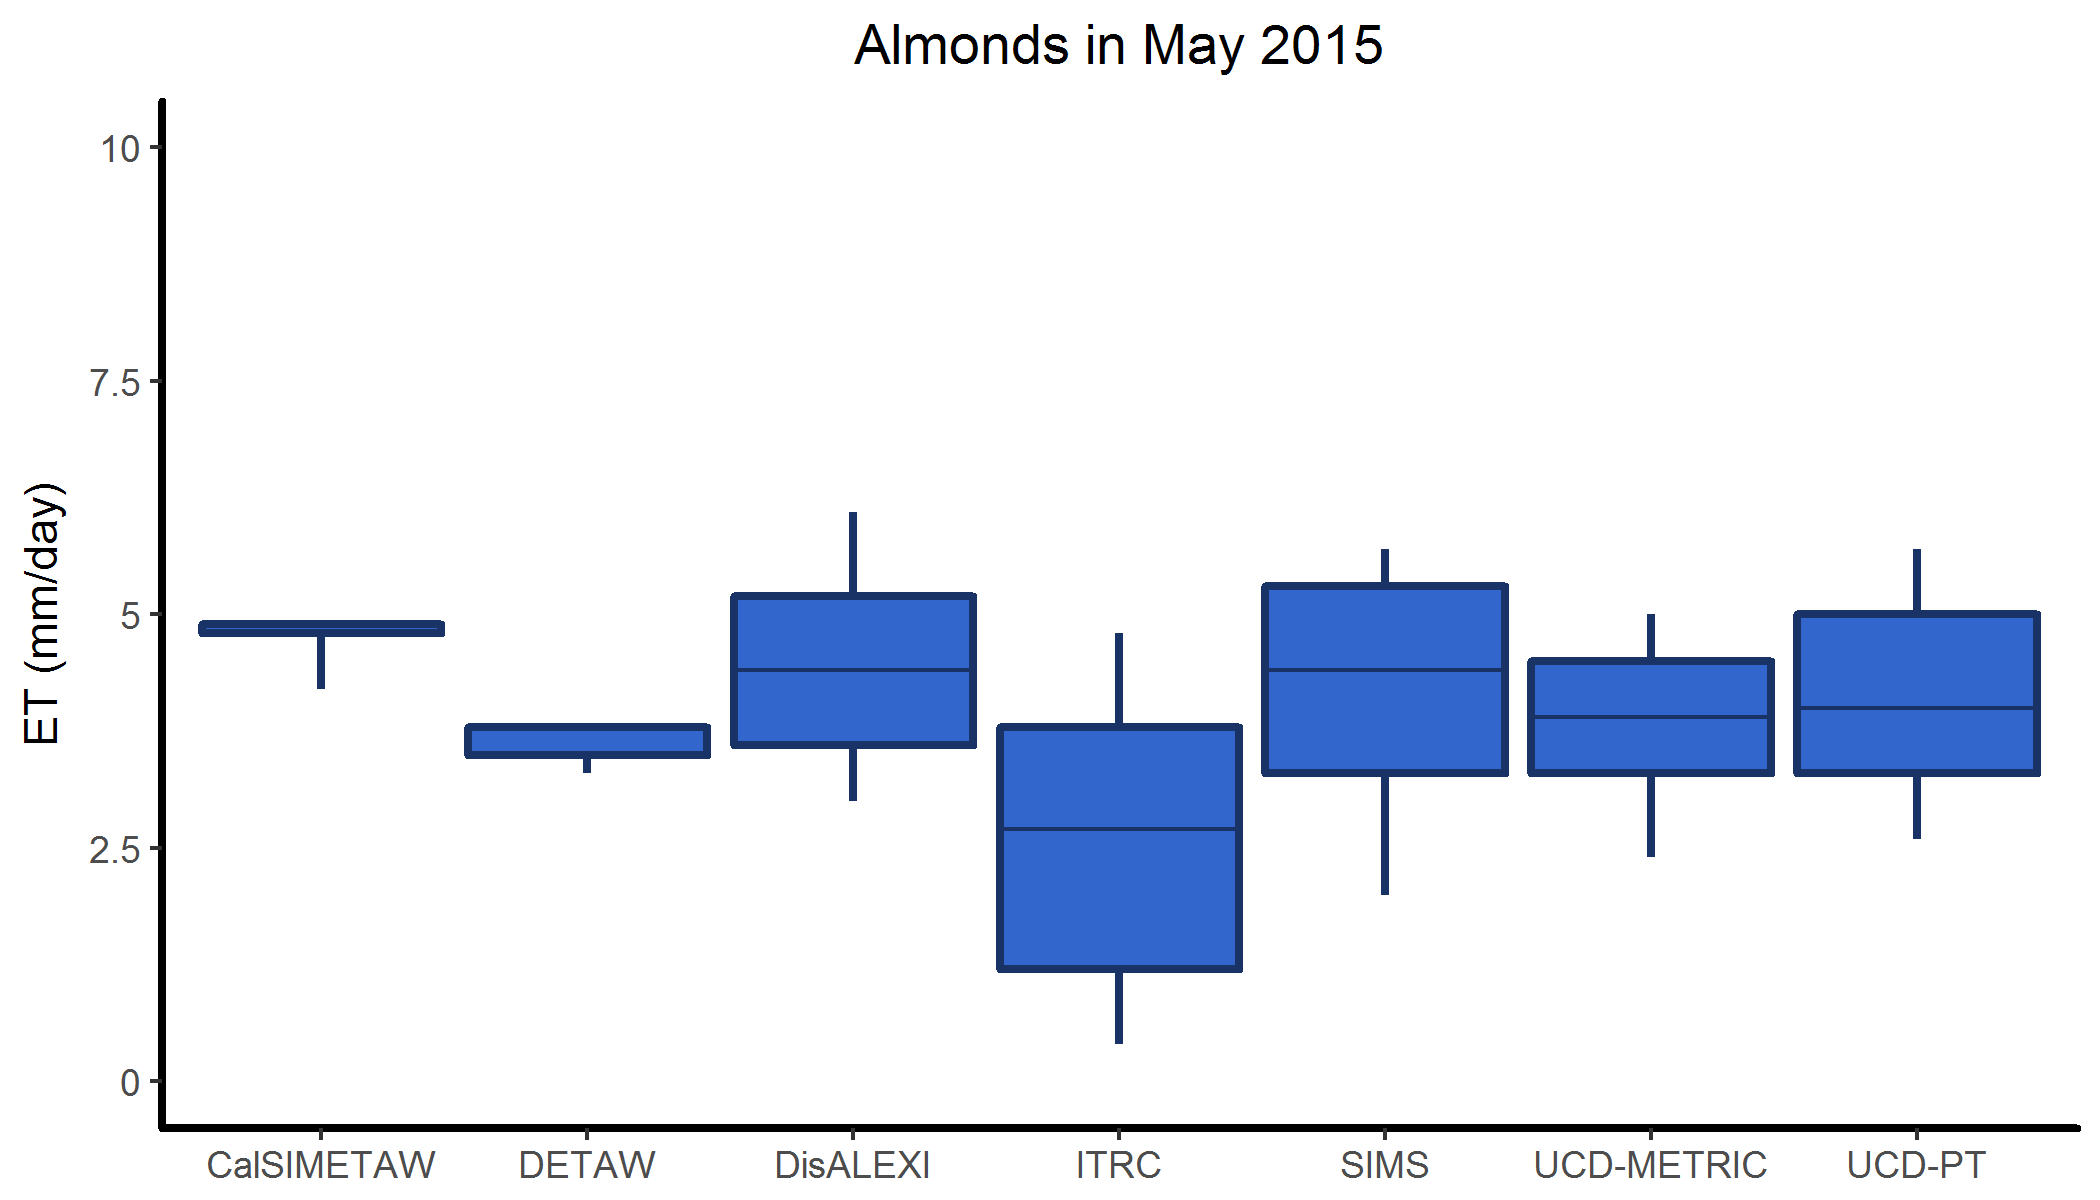 Almonds in May 2015
ET (mm/day)
10
7.5
5
2.5
0
CalSIMETAW DETAW DisALEXI ITRC SIMS UCD-METRIC UCD-PT